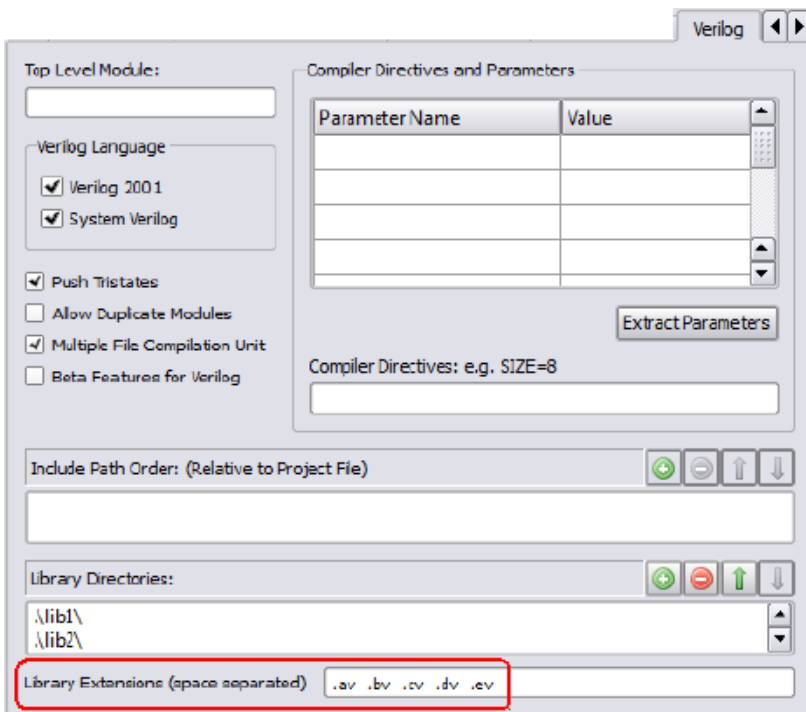 Verilog
Top Level Module:
Verilog Language
Verilog 2001
System Verilog
Push Tristates
Allow Duplicate Modules
Multiple File Compilation Unit
Beta Features for Verilog
Compiler Directives and Parameters
Parameter Name Value
Extract Parameters
Compiler Directives: e.g. SIZE=8
Include Path Order: (Relative to Project File)
Library Directories:
.\lib1\
.\lib2\
Library Extensions (space separated) .av .bv .cv .dv .ev